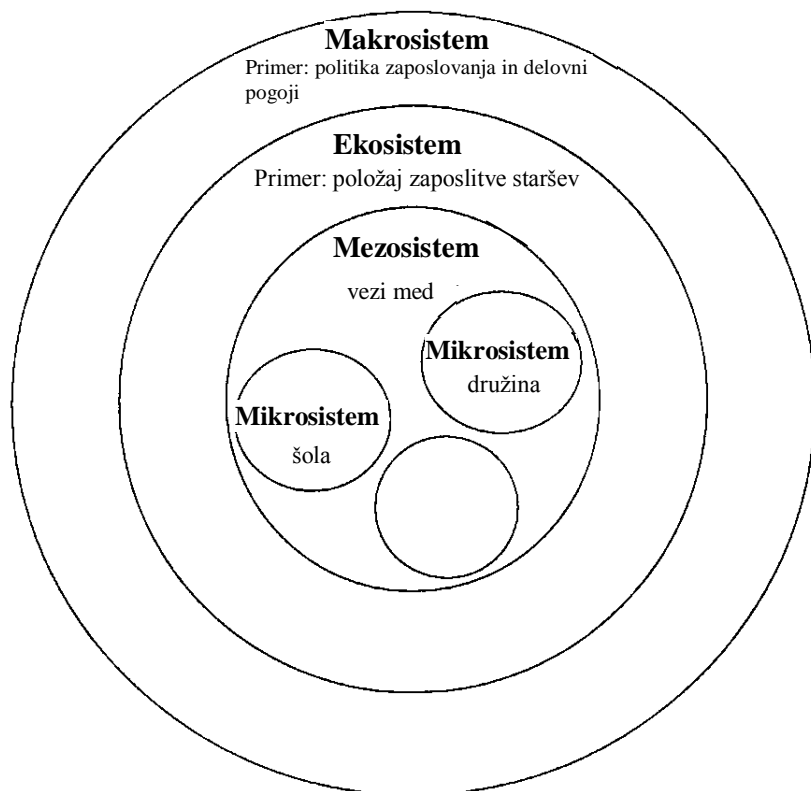 Makrosistem
Primer: politika zaposlovanja in delovni
pogoji
Ekosistem
Primer: položaj zaposlitve staršev
Mezosistem
vezi med
Mikrosistem
družina
Mikrosistem
šola